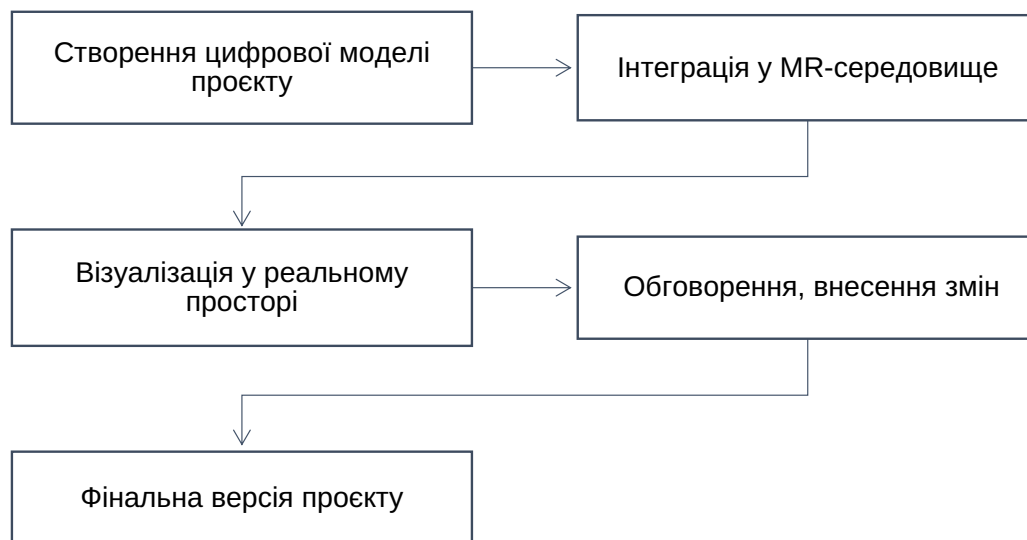 Створення цифрової моделі
проєкту
Інтеграція у MR-середовище
Візуалізація у реальному
просторі
Обговорення, внесення змін
Фінальна версія проєкту